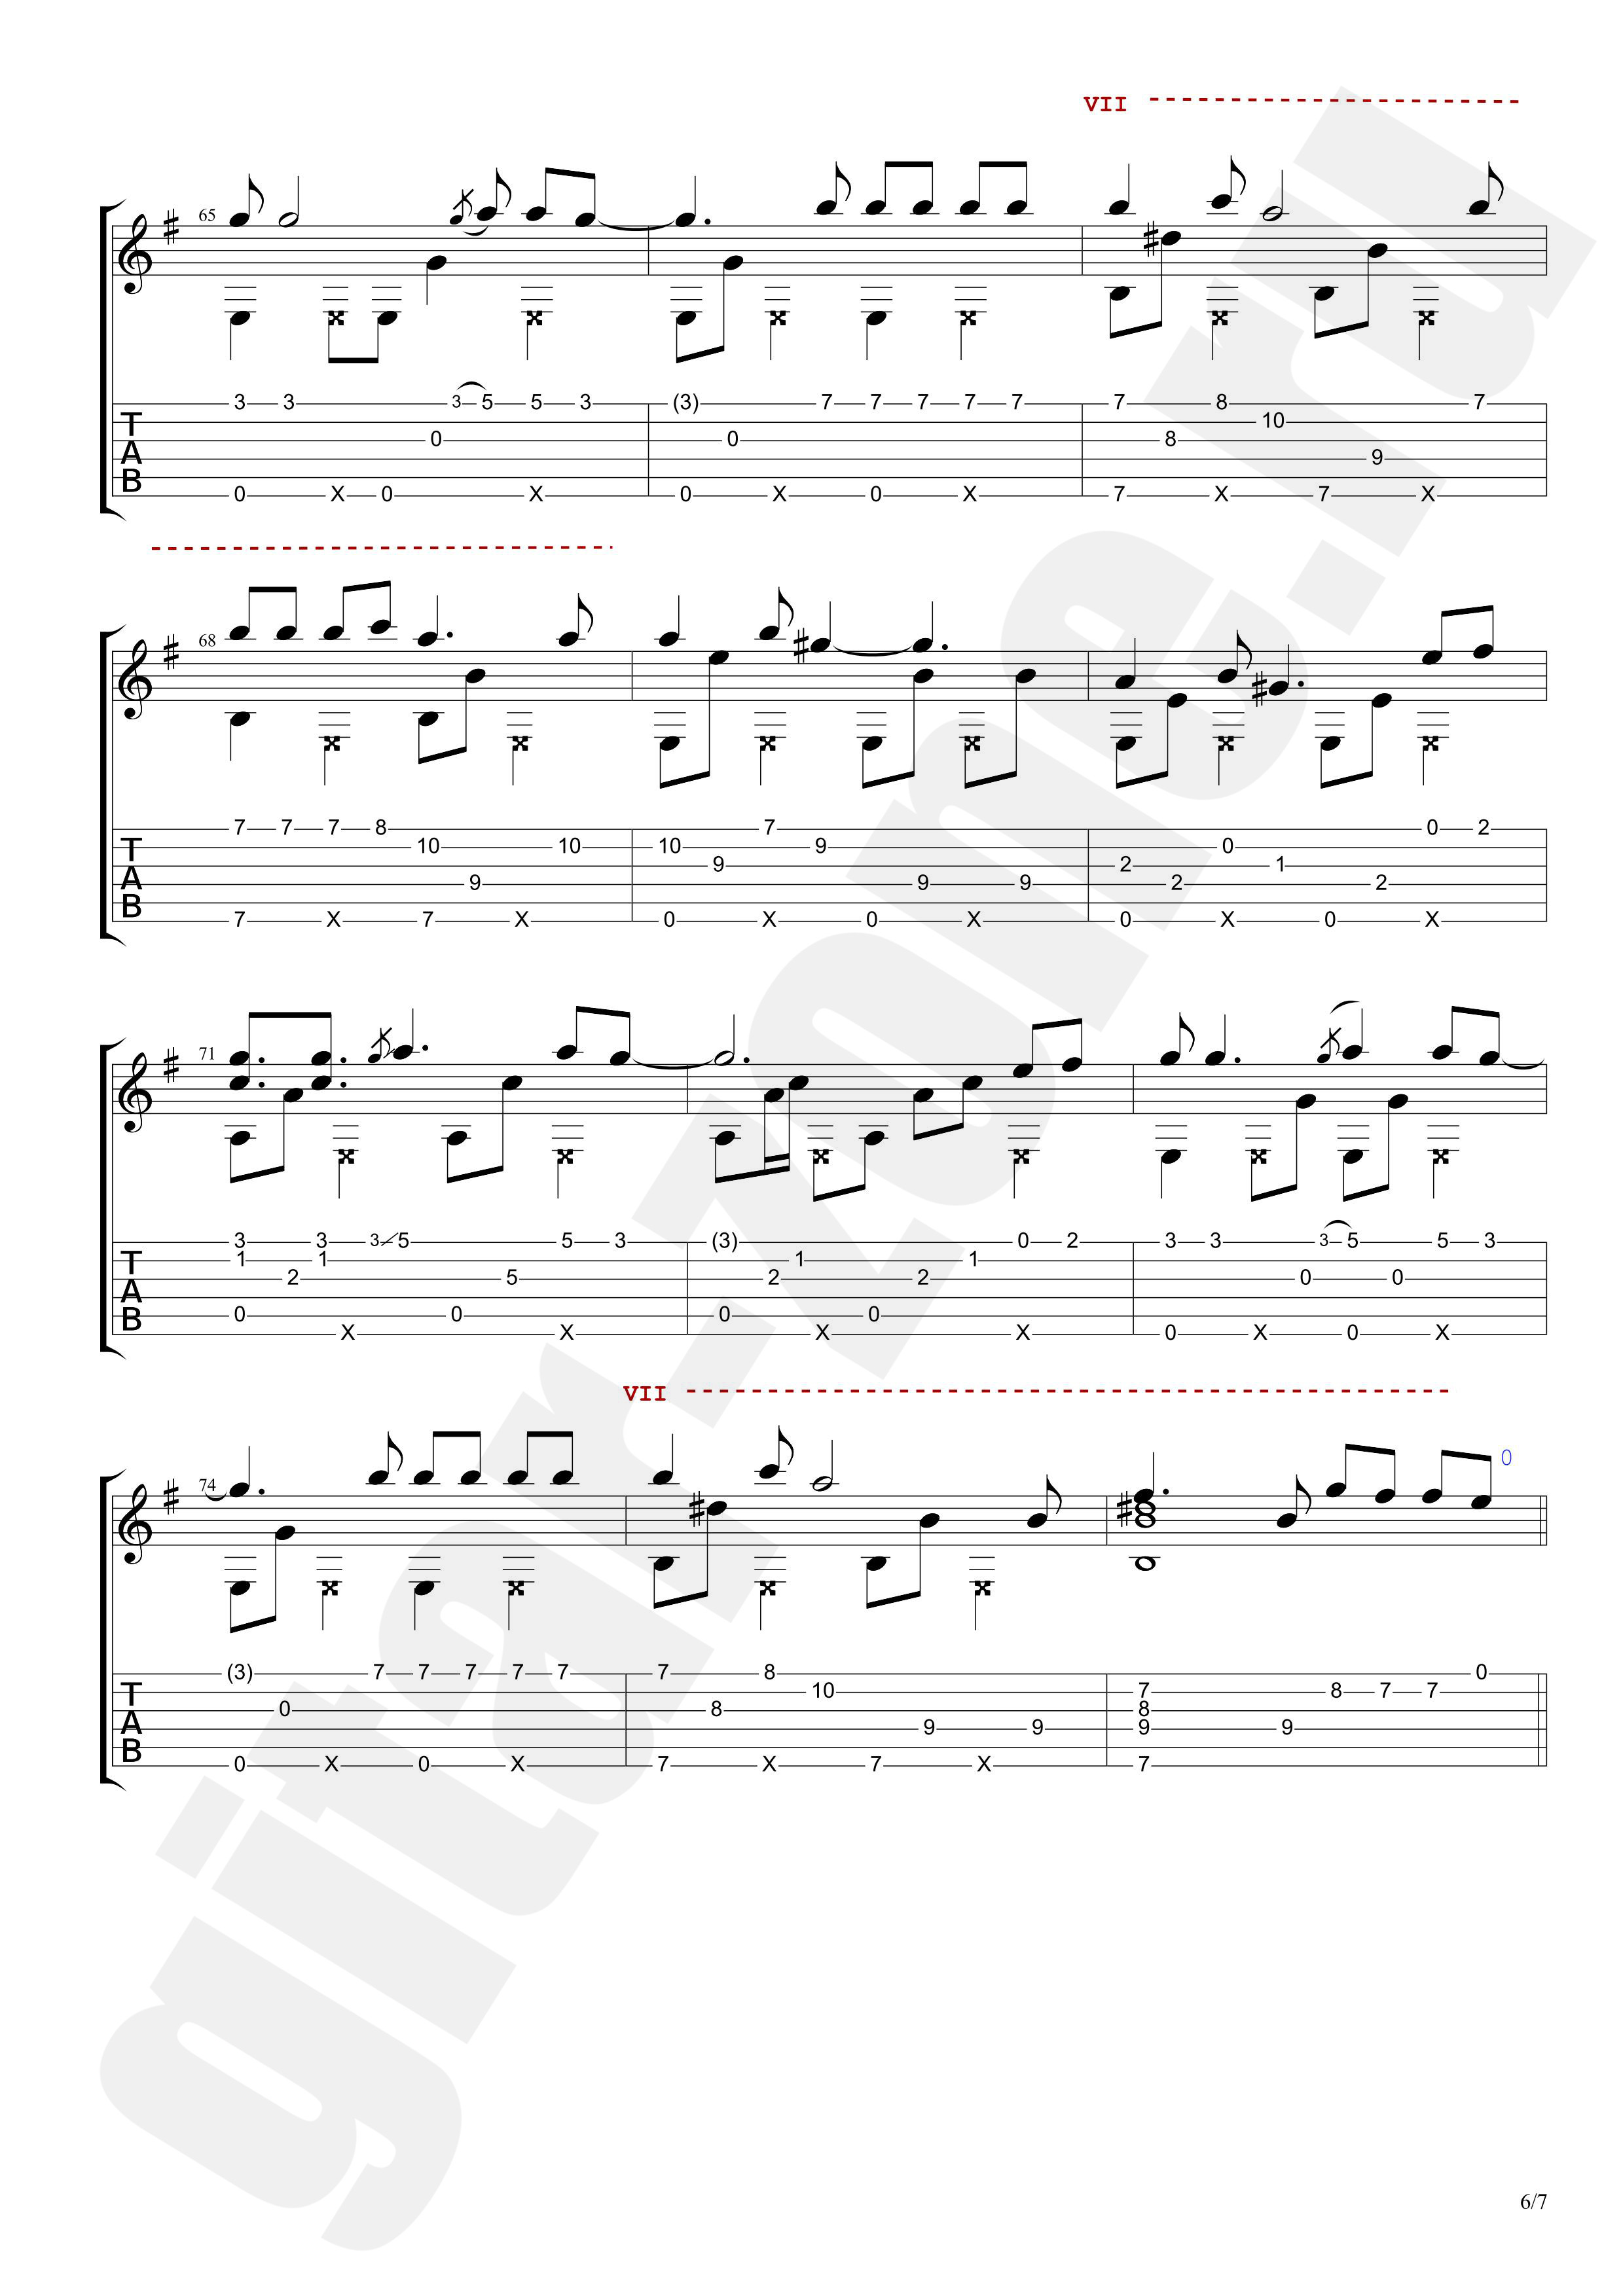 VII
65
3 3 3 5 5 3 (3) 7 7 7 7 7 7 8 7
T 10
A 0 0 8
9
B 0 X 0 X 0 X 0 X 7 X 7 X
68
7 7 7 8 7 0 2
T 10 10 10 9 0
9 2 1
A 9 9 9 2 2
B 7 X 7 X 0 X 0 X 0 X 0 X
71
3 3 3 5 5 3 (3) 0 2 3 3 3 5 5 3
T 1 1 1 1
2 5 2 2 0 0
A
B 0 0 0 0
X X X X 0 X 0 X
VII
74
0
(3) 7 7 7 7 7 7 8 0
T 10 7 8 7 7
0 8 8
A 9 9 9 9
B 0 X 0 X 7 X 7 X 7
6/7
gitar-zone.ru